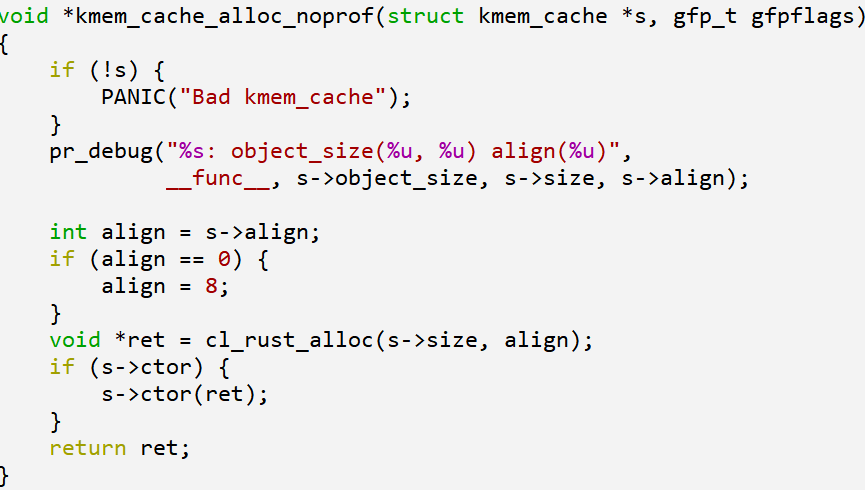 void *kmem_cache_alloc_noprof(struct kmem_cache *s, gfp_t gfpflags)
{
    if (!s) {
        PANIC("Bad kmem_cache");
    }
    pr_debug("%s: object_size(%u, %u) align(%u)",
             __func__, s->object_size, s->size, s->align);

    int align = s->align;
    if (align == 0) {
        align = 8;
    }
    void *ret = cl_rust_alloc(s->size, align);
    if (s->ctor) {
        s->ctor(ret);
    }
    return ret;
}